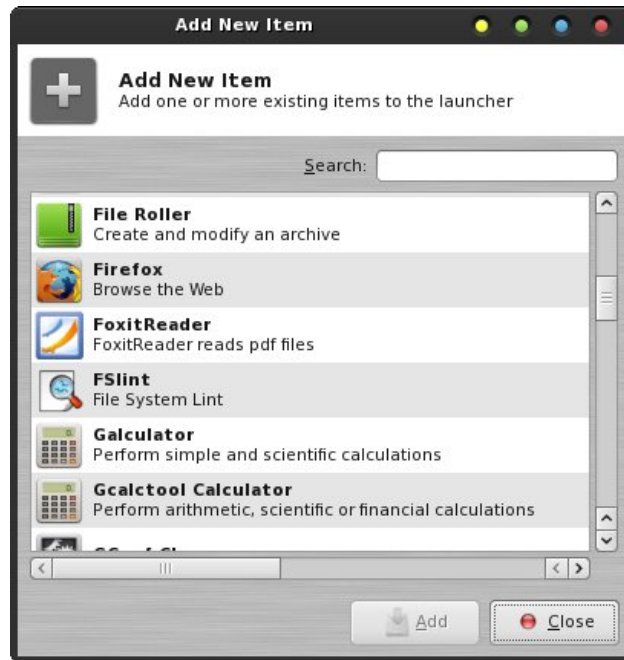 Add New Item
Add New Item
Add one or more existing items to the launcher
Search:
File Roller
Create and modify an archive
Firefox
Browse the Web
FoxitReader
FoxitReader reads pdf files
FSlint
File System Lint
Galculator
Perform simple and scientific calculations
Gcalctool Calculator
Perform arithmetic, scientific or financial calculations
Add
Close